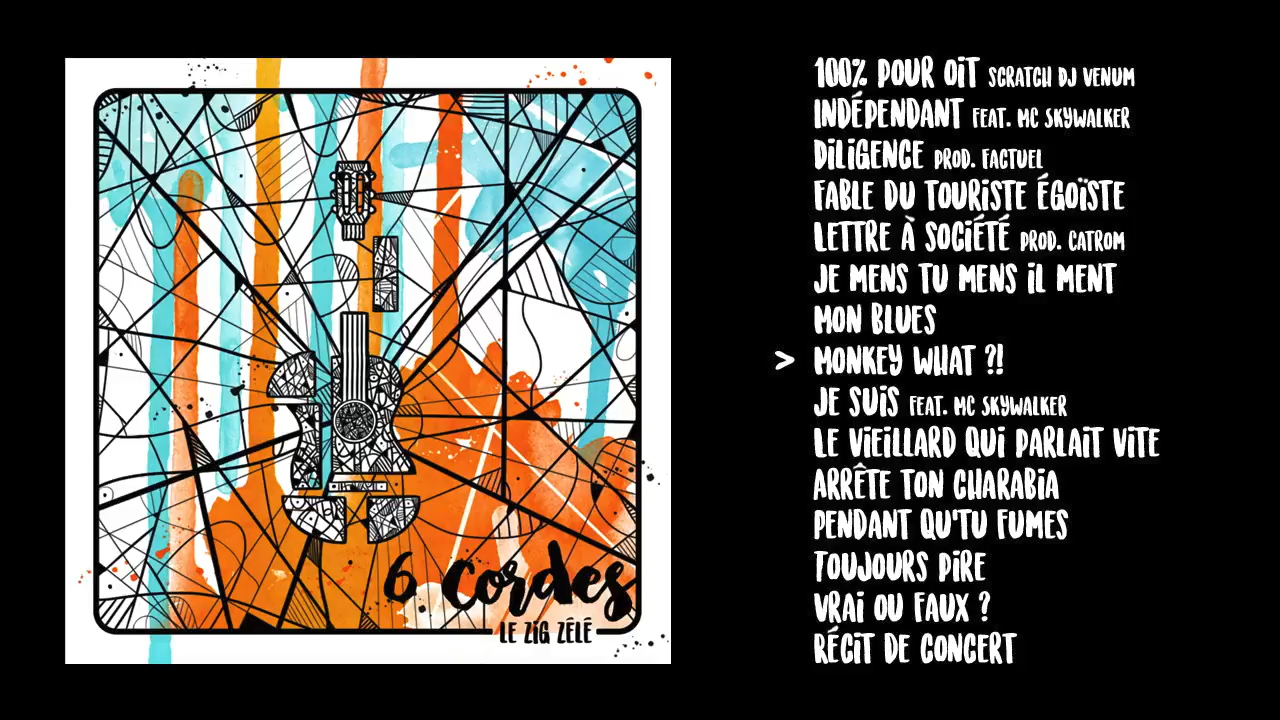 6 Cordes
LE ZIG ZÉLÉ
100% POUR OIT SCRATCH DJ VENUM
INDÉPENDANT FEAT. MC SKYWALKER
DILIGENCE PROD. FACTUEL
FABLE DU TOURISTE ÉGOÏSTE
LETTRE À SOCIÉTÉ PROD. CATROM
JE MENS TU MENS IL MENT
MON BLUES
> MONKEY WHAT ?!
JE SUIS FEAT. MC SKYWALKER
LE VIEILLARD QUI PARLAIT VITE
ARRÊTE TON CHARABIA
PENDANT QU'TU FUMES
TOUJOURS PIRE
VRAI OU FAUX ?
RÉCIT DE CONCERT